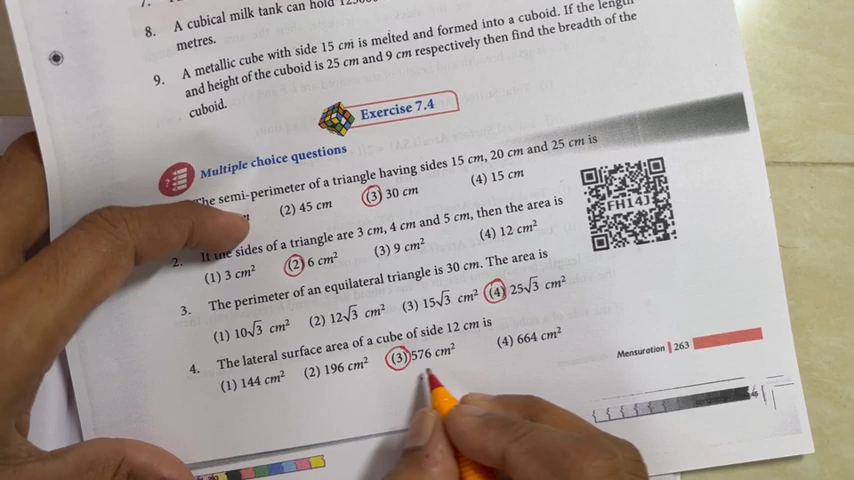 8. A cubical milk tank can hold
metres.
9. A metallic cube with side 15 cm is melted and formed into a cuboid. If the length
and height of the cuboid is 25 cm and 9 cm respectively then find the breadth of the
cuboid.
Exercise 7.4
Multiple choice questions
The semi-perimeter of a triangle having sides 15 cm, 20 cm and 25 cm is
(2) 45 cm (3) 30 cm (4) 15 cm
2. If the sides of a triangle are 3 cm, 4 cm and 5 cm, then the area is
(1) 3 cm² (2) 6 cm² (3) 9 cm² (4) 12 cm²
FH14J
3. The perimeter of an equilateral triangle is 30 cm. The area is
(1) 10√3 cm² (2) 12√3 cm² (3) 15√3 cm² (4) 25√3 cm²
4. The lateral surface area of a cube of side 12 cm is
(1) 144 cm² (2) 196 cm² (3) 576 cm² (4) 664 cm²
Mensuration 263